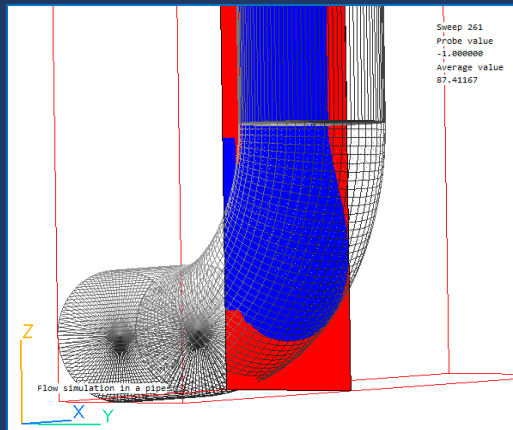 Sweep 261
Probe value
-1.000000
Average value
87.41167
Z
X
Y
Flow simulation in a pipe